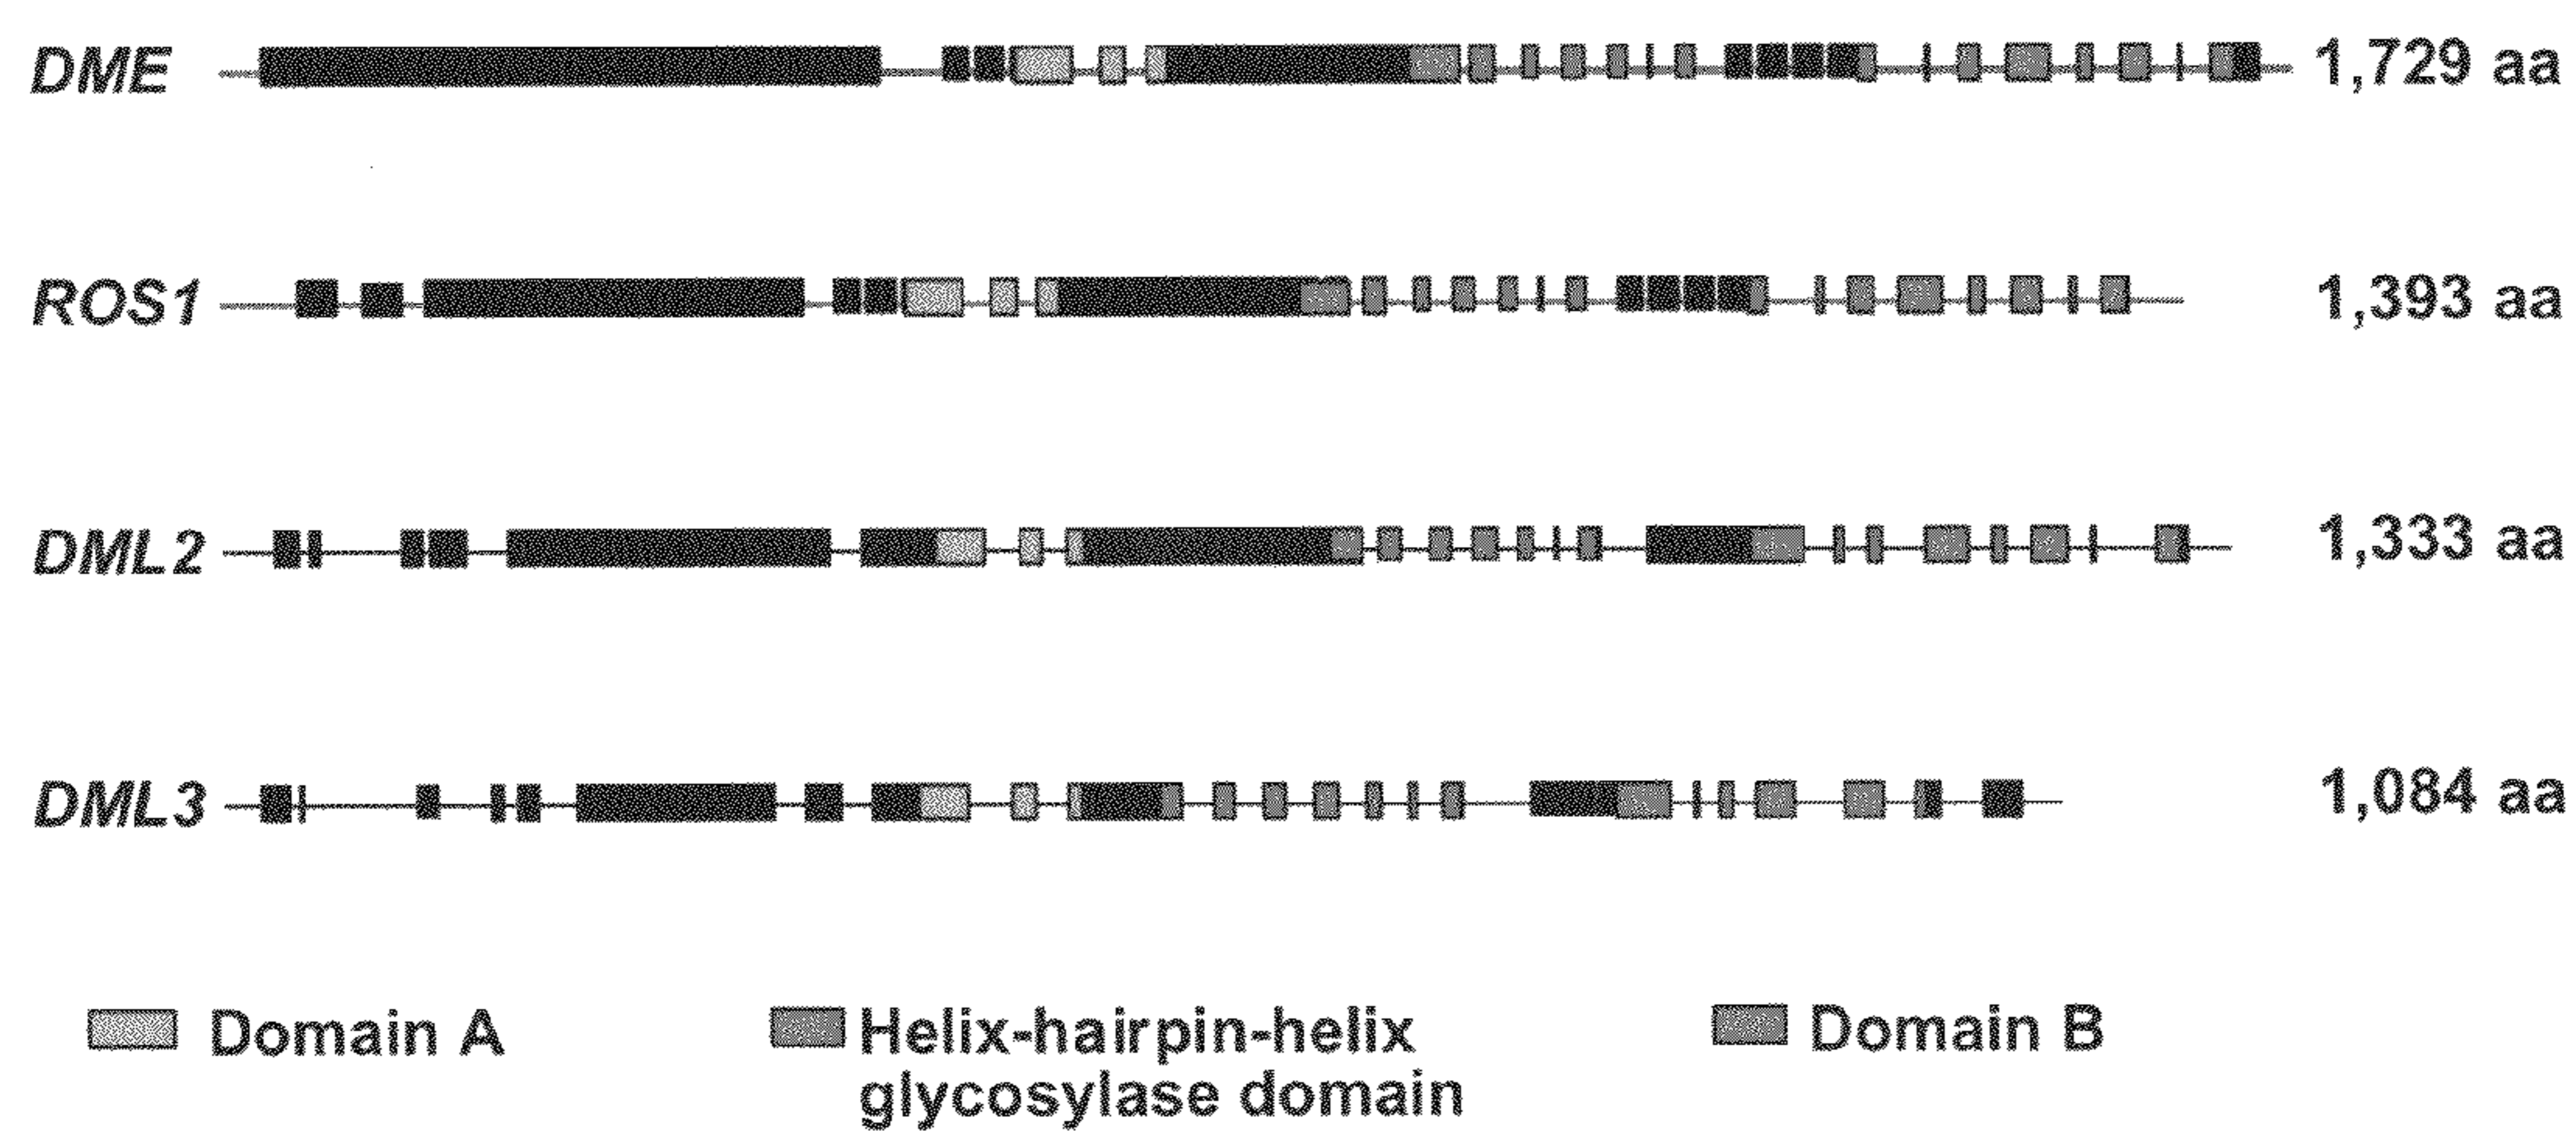 DME 1,729 aa
ROS1 1,393 aa
DML2 1,333 aa
DML3 1,084 aa
Domain A Helix-hairpin-helix Domain B
glycosylase domain